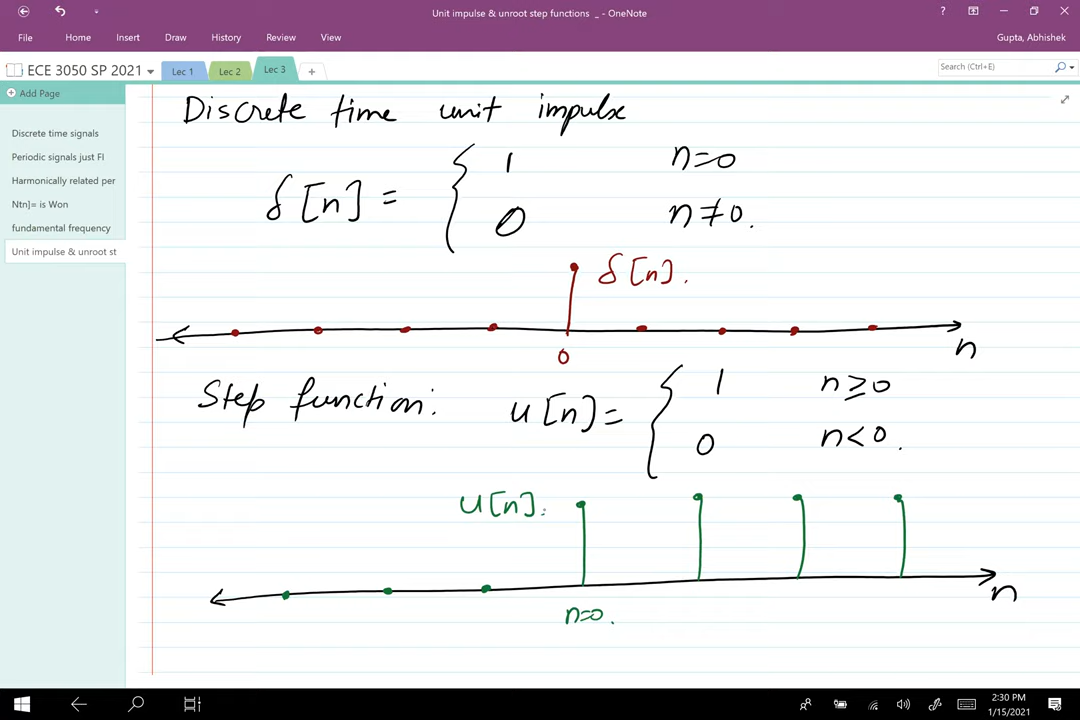 Unit impulse & unroot step functions _ - OneNote
?
File Home Insert Draw History Review View
Gupta, Abhishek
ECE 3050 SP 2021
Lec 1 Lec 2 Lec 3 +
Search (Ctrl+E)
Add Page
Discrete time signals
Periodic signals just FI
Harmonically related per
Ntn]= is Won
fundamental frequency
Unit impulse & unroot st
Discrete time unit impulse
δ[n] = { 1 n=0
0 n≠0.
δ[n].
0
n
Step function: u[n] = { 1 n≥0
0 n<0.
u[n]:
n
n=0.
2:30 PM
1/15/2021